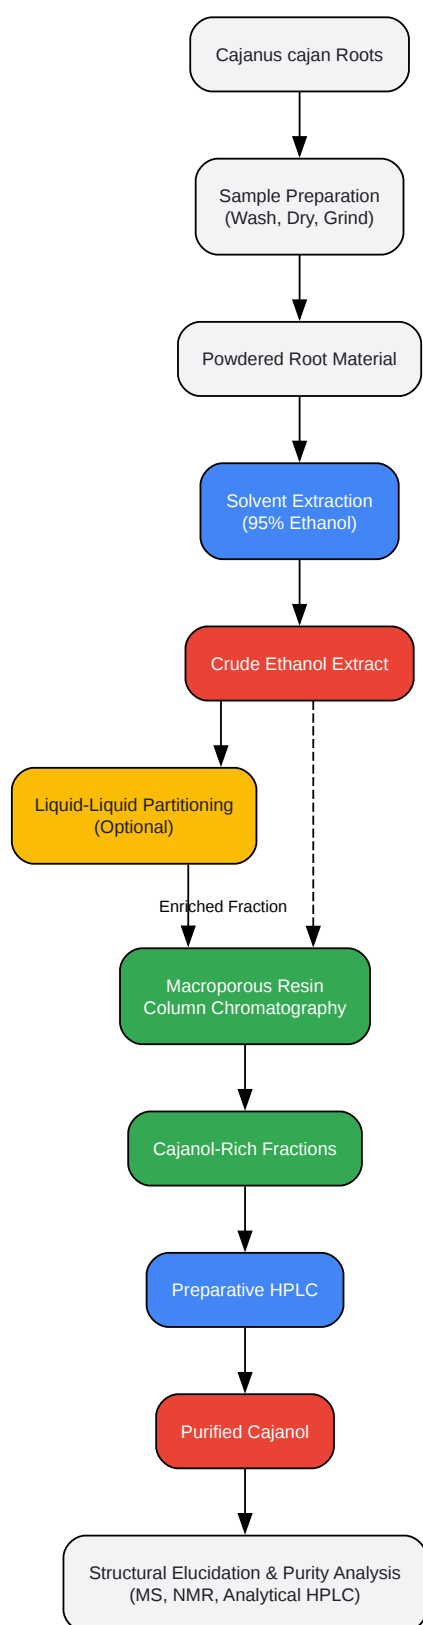 Cajanus cajan Roots
Sample Preparation
(Wash, Dry, Grind)
Powdered Root Material
Solvent Extraction
(95% Ethanol)
Crude Ethanol Extract
Liquid-Liquid Partitioning
(Optional)
Enriched Fraction
Macroporous Resin
Column Chromatography
Cajanol-Rich Fractions
Preparative HPLC
Purified Cajanol
Structural Elucidation & Purity Analysis
(MS, NMR, Analytical HPLC)